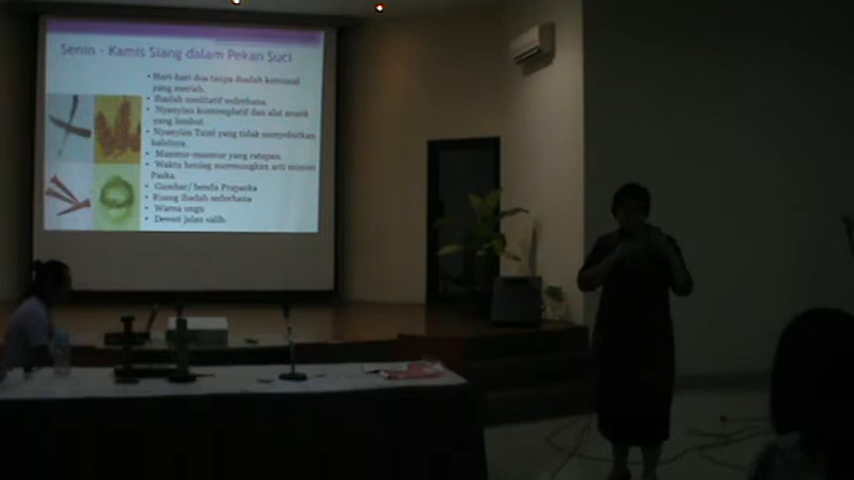 Senin - Kamis Siang dalam Pekan Suci
• Hari-hari doa tanpa ibadah komunal
yang meriah.
• Ibadah meditatif sederhana.
• Nyanyian kontemplatif dan alat musik
yang lembut.
• Nyanyian Taizé yang tidak menyebutkan
haleluya.
• Mazmur-mazmur yang ratapan.
• Waktu hening merenungkan arti
Paska.
• Gambar/ benda Prapaska
• Ruang ibadah sederhana
• Warna ungu
• Devosi jalan salib.